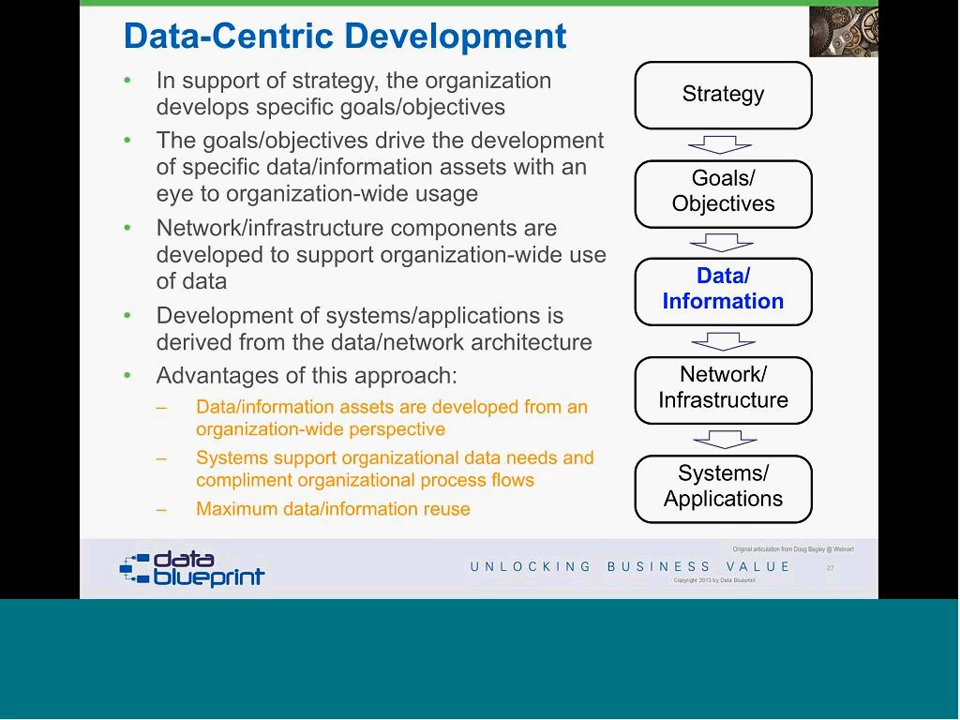 Data-Centric Development
• In support of strategy, the organization
develops specific goals/objectives
• The goals/objectives drive the development
of specific data/information assets with an
eye to organization-wide usage
• Network/infrastructure components are
developed to support organization-wide use
of data
• Development of systems/applications is
derived from the data/network architecture
• Advantages of this approach:
– Data/information assets are developed from an
organization-wide perspective
– Systems support organizational data needs and
compliment organizational process flows
– Maximum data/information reuse
Strategy
Goals/
Objectives
Data/
Information
Network/
Infrastructure
Systems/
Applications
data
blueprint
Original articulation from Doug Bagley @ Walmart
UNLOCKING BUSINESS VALUE
27
Copyright 2015 by Data Blueprint